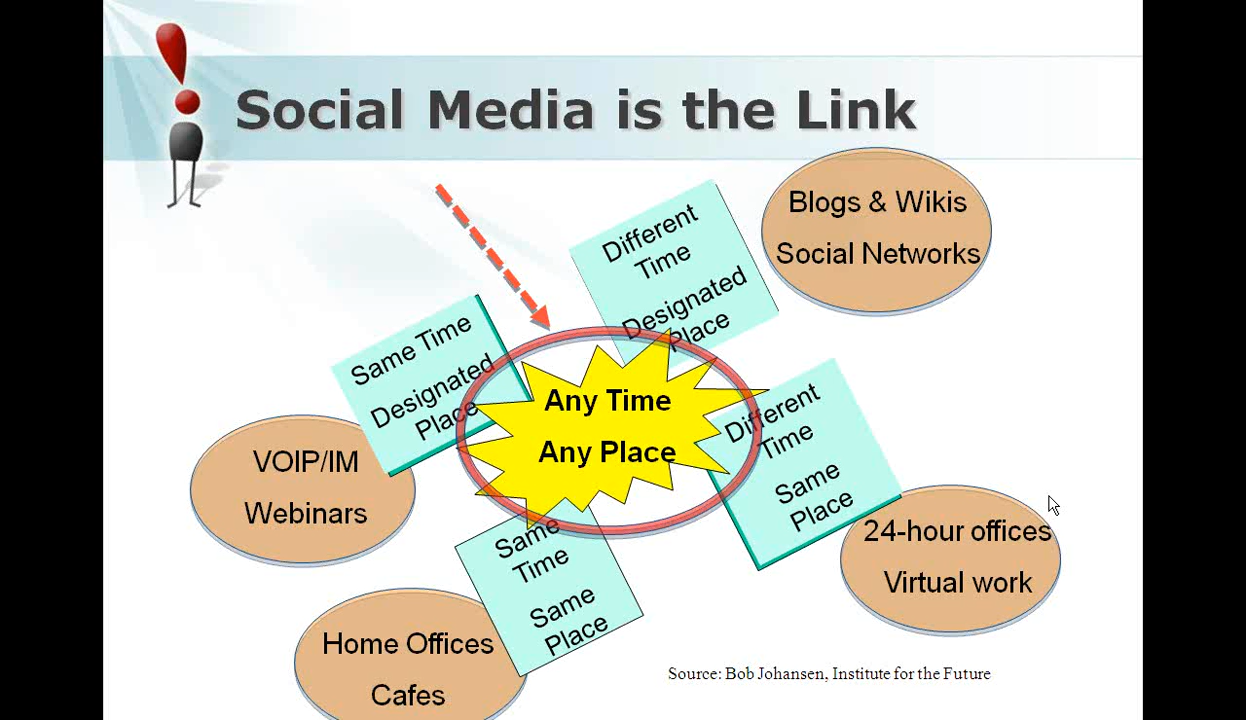 Social Media is the Link
Blogs & Wikis
Social Networks
Different
Time
Designated
Place
Same Time
Designated
Place
Any Time
Any Place
Different
Time
Same
Place
VOIP/IM
Webinars
24-hour offices
Virtual work
Same
Time
Same
Place
Home Offices
Cafes
Source: Bob Johansen, Institute for the Future